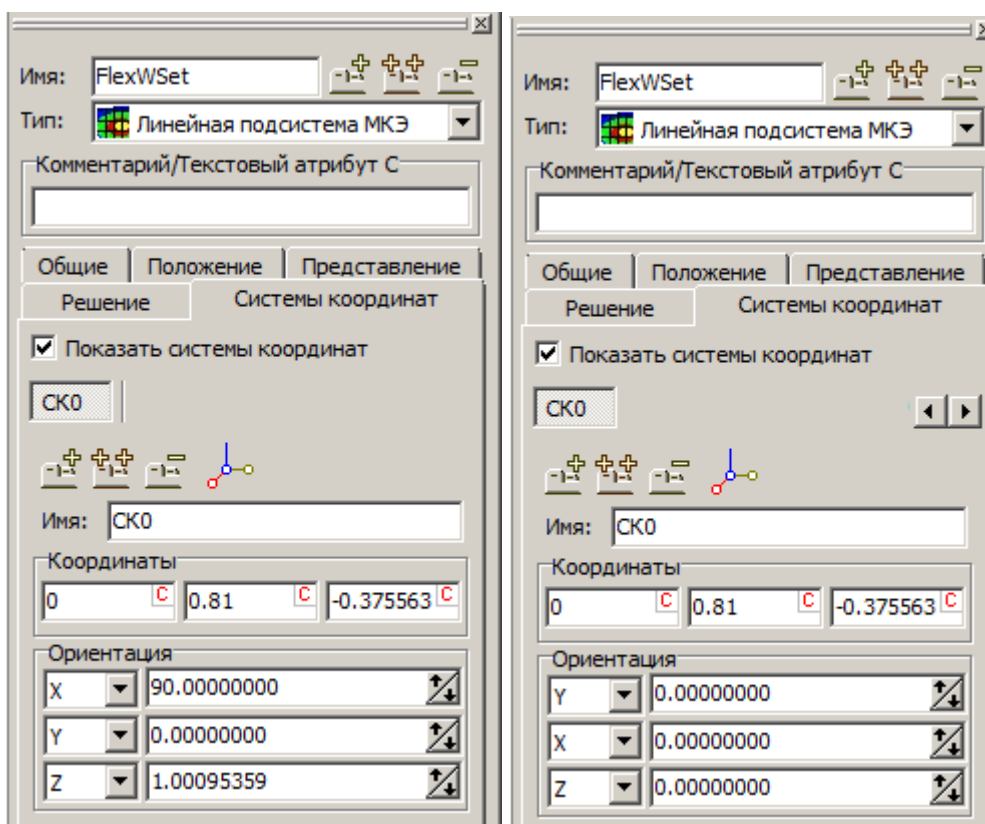 Имя: FlexWSet
Тип: Линейная подсистема МКЭ
Комментарий/Текстовый атрибут C
Общие Положение Представление
Решение Системы координат
Показать системы координат
СК0
Имя: СК0
Координаты
0 C 0.81 C -0.375563 C
Ориентация
X 90.00000000
Y 0.00000000
Z 1.00095359
Имя: FlexWSet
Тип: Линейная подсистема МКЭ
Комментарий/Текстовый атрибут C
Общие Положение Представление
Решение Системы координат
Показать системы координат
СК0
Имя: СК0
Координаты
0 C 0.81 C -0.375563 C
Ориентация
Y 0.00000000
X 0.00000000
Z 0.00000000